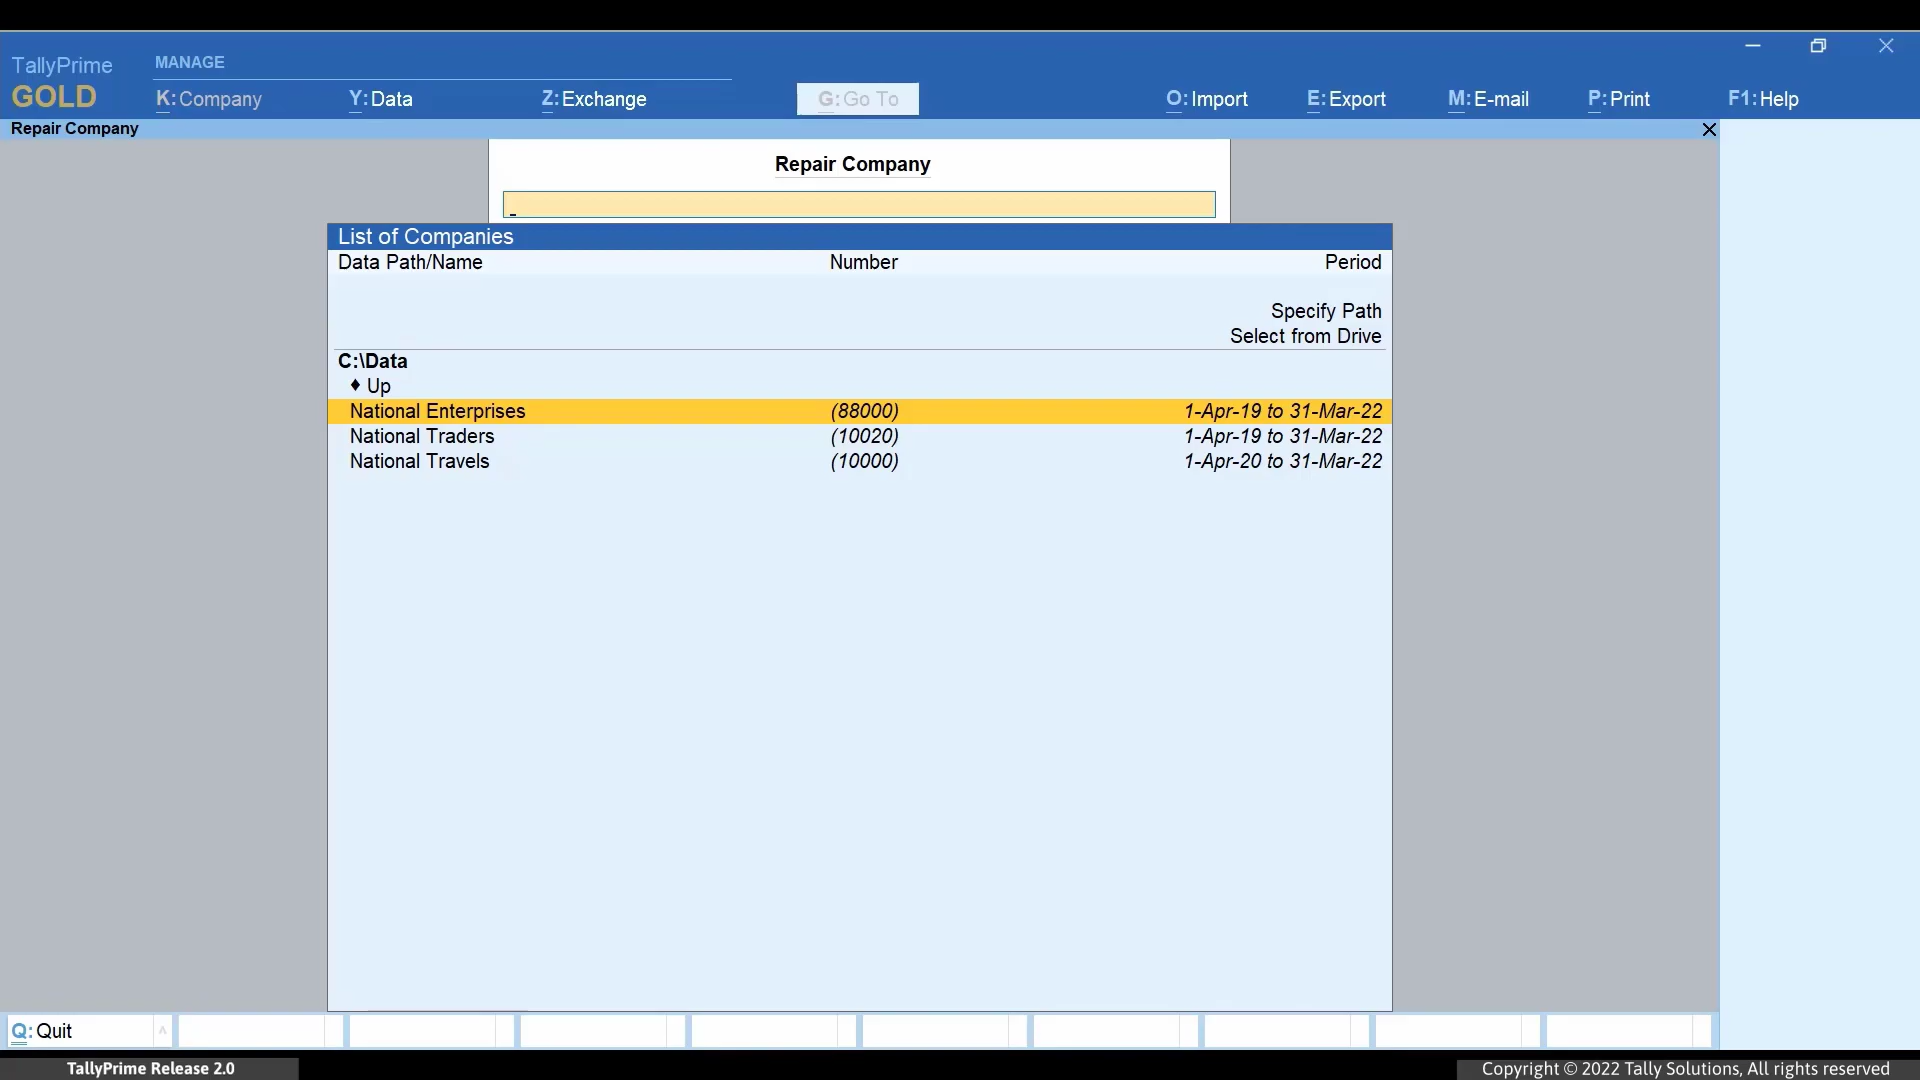 TallyPrime
GOLD
MANAGE
K: Company
Y: Data
Z: Exchange
G: Go To
O: Import
E: Export
M: E-mail
P: Print
F1: Help
Repair Company
Repair Company
List of Companies
Data Path/Name Number Period
Specify Path
Select from Drive
C:\Data
♦ Up
National Enterprises (88000) 1-Apr-19 to 31-Mar-22
National Traders (10020) 1-Apr-19 to 31-Mar-22
National Travels (10000) 1-Apr-20 to 31-Mar-22
Q: Quit
TallyPrime Release 2.0
Copyright © 2022 Tally Solutions, All rights reserved